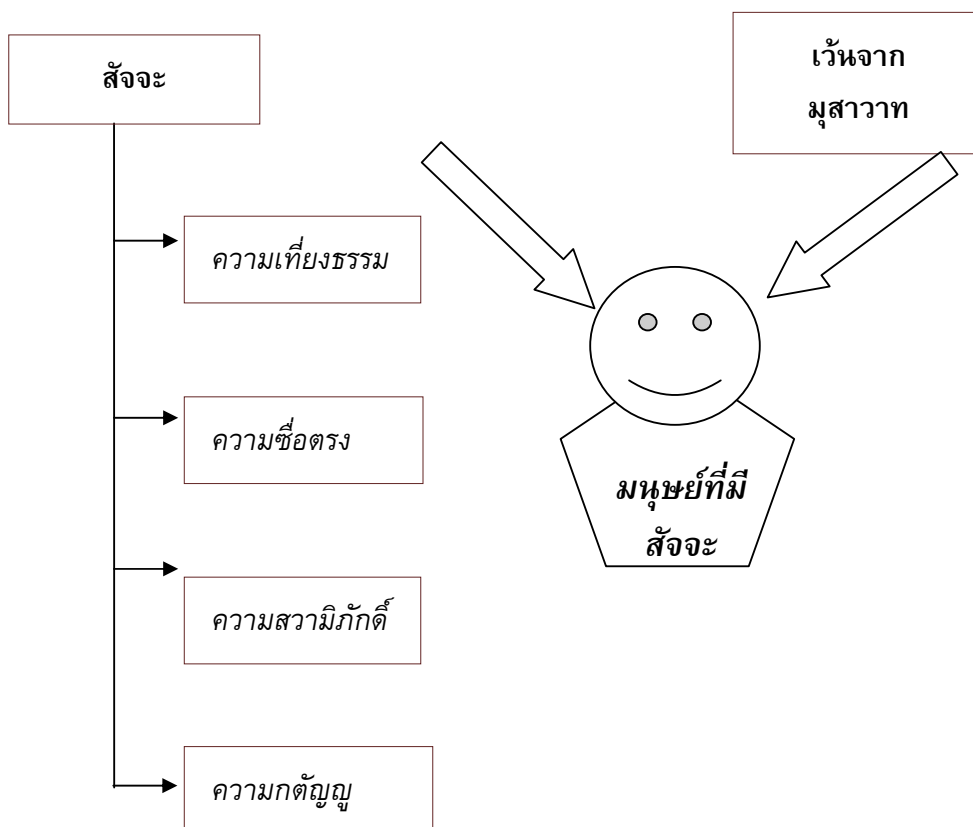 สัจจะ
เว้นจาก
มุสาวาท
ความเที่ยงธรรม
ความซื่อตรง
ความสวามิภักดิ์
ความกตัญญู
มนุษย์ที่มี
สัจจะ